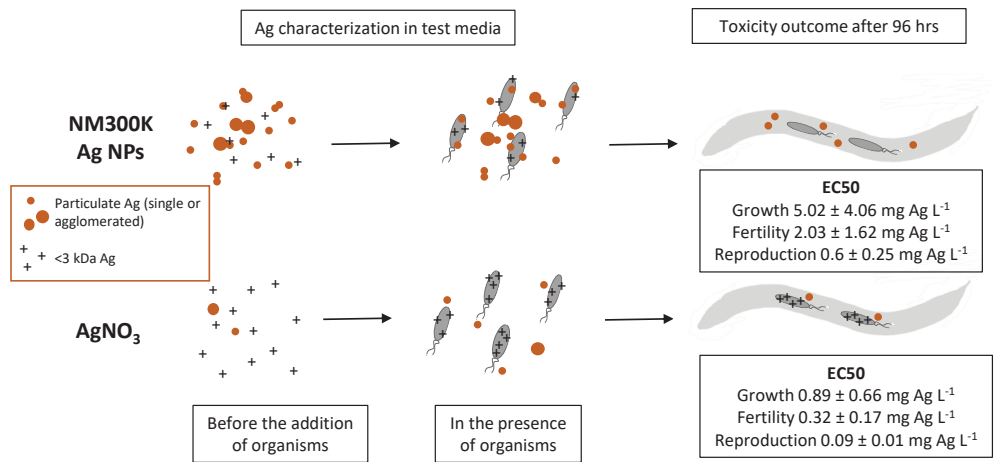 Ag characterization in test media
Toxicity outcome after 96 hrs
NM300K
Ag NPs
Particulate Ag (single or
agglomerated)
<3 kDa Ag
EC50
Growth 5.02 ± 4.06 mg Ag L⁻¹
Fertility 2.03 ± 1.62 mg Ag L⁻¹
Reproduction 0.6 ± 0.25 mg Ag L⁻¹
AgNO₃
EC50
Growth 0.89 ± 0.66 mg Ag L⁻¹
Fertility 0.32 ± 0.17 mg Ag L⁻¹
Reproduction 0.09 ± 0.01 mg Ag L⁻¹
Before the addition
of organisms
In the presence
of organisms